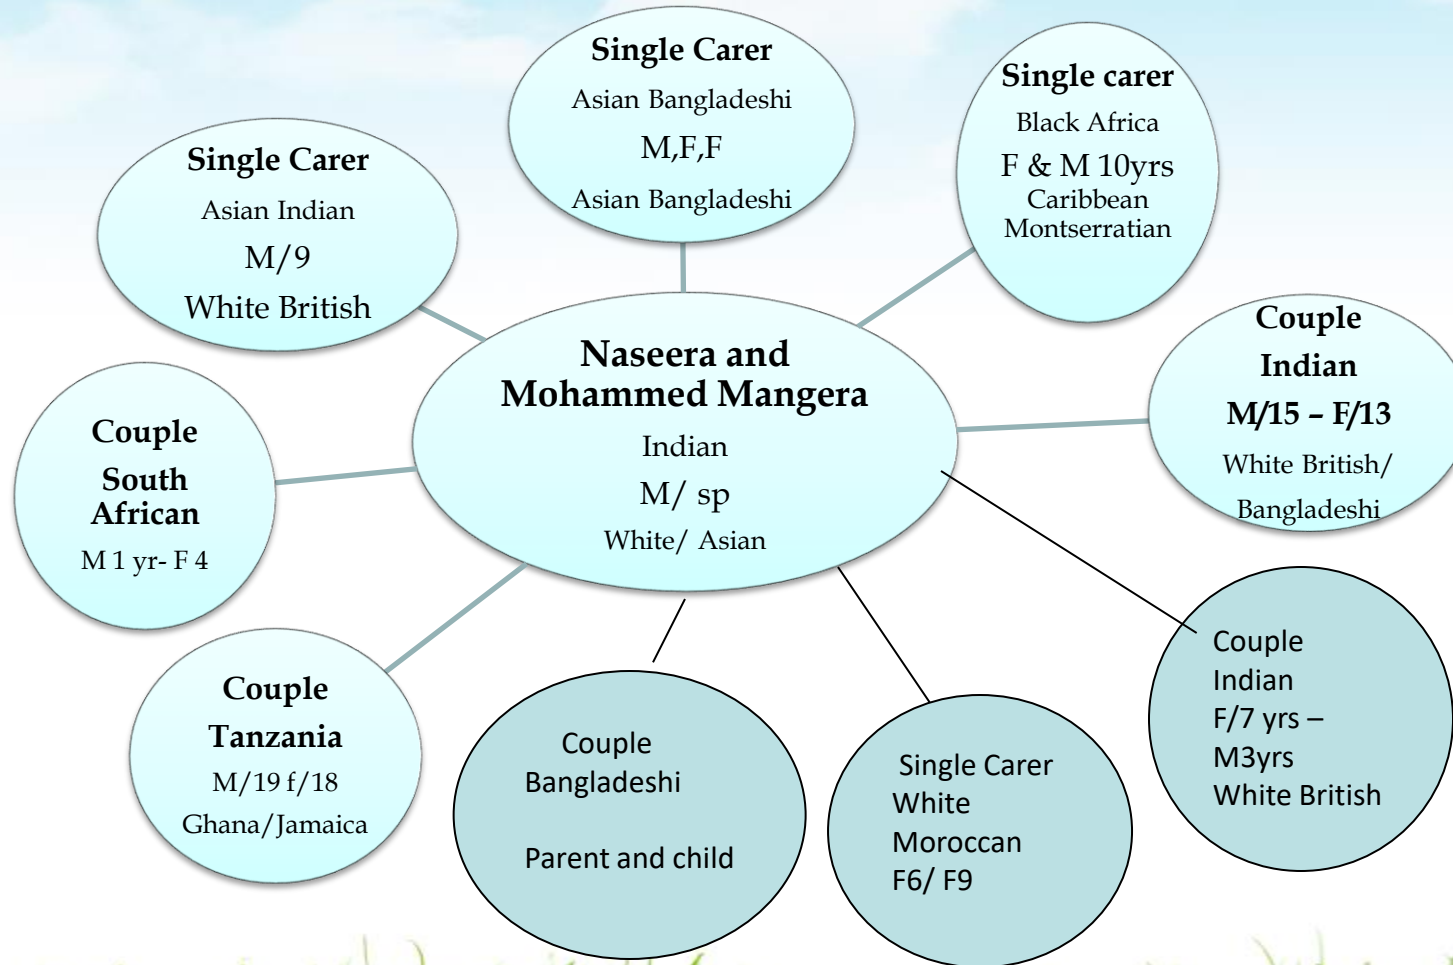 Single Carer
Asian Bangladeshi
M,F,F
Asian Bangladeshi
Single carer
Black Africa
F & M 10yrs
Caribbean
Montserratian
Single Carer
Asian Indian
M/9
White British
Couple
Indian
M/15 – F/13
White British/
Bangladeshi
Naseera and
Mohammed Mangera
Indian
M/ sp
White/ Asian
Couple
South
African
M 1 yr- F 4
Couple
Tanzania
M/19 f/18
Ghana/Jamaica
Couple
Bangladeshi
Parent and child
Single Carer
White
Moroccan
F6/ F9
Couple
Indian
F/7 yrs –
M3yrs
White British